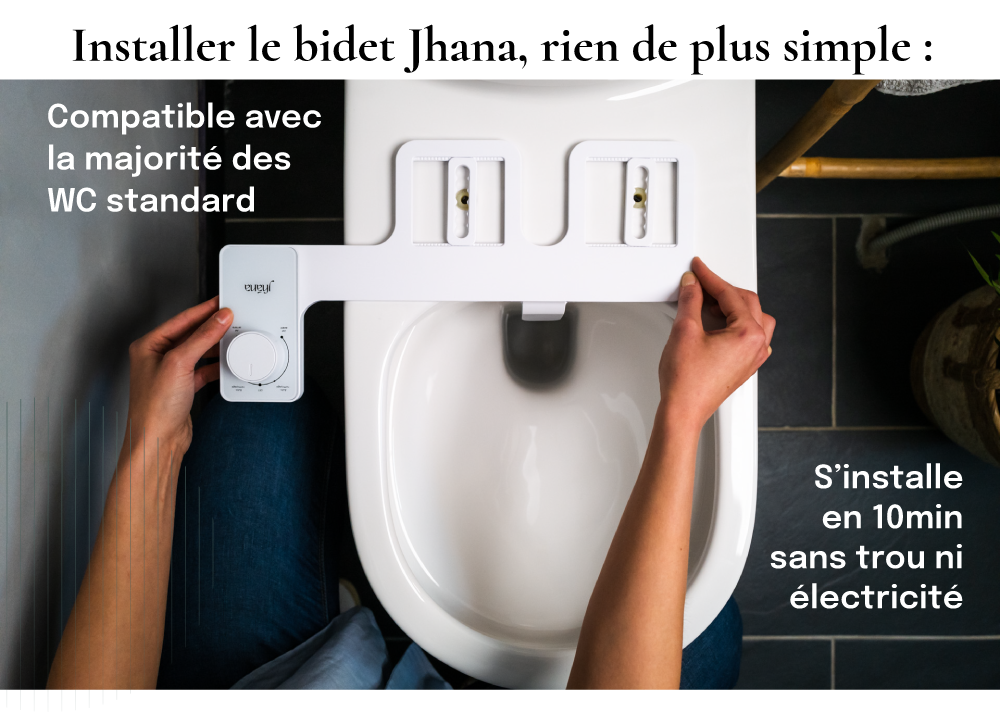 Installer le bidet Jhana, rien de plus simple :
Compatible avec
la majorité des
WC standard
jhana
S’installe
en 10min
sans trou ni
électricité